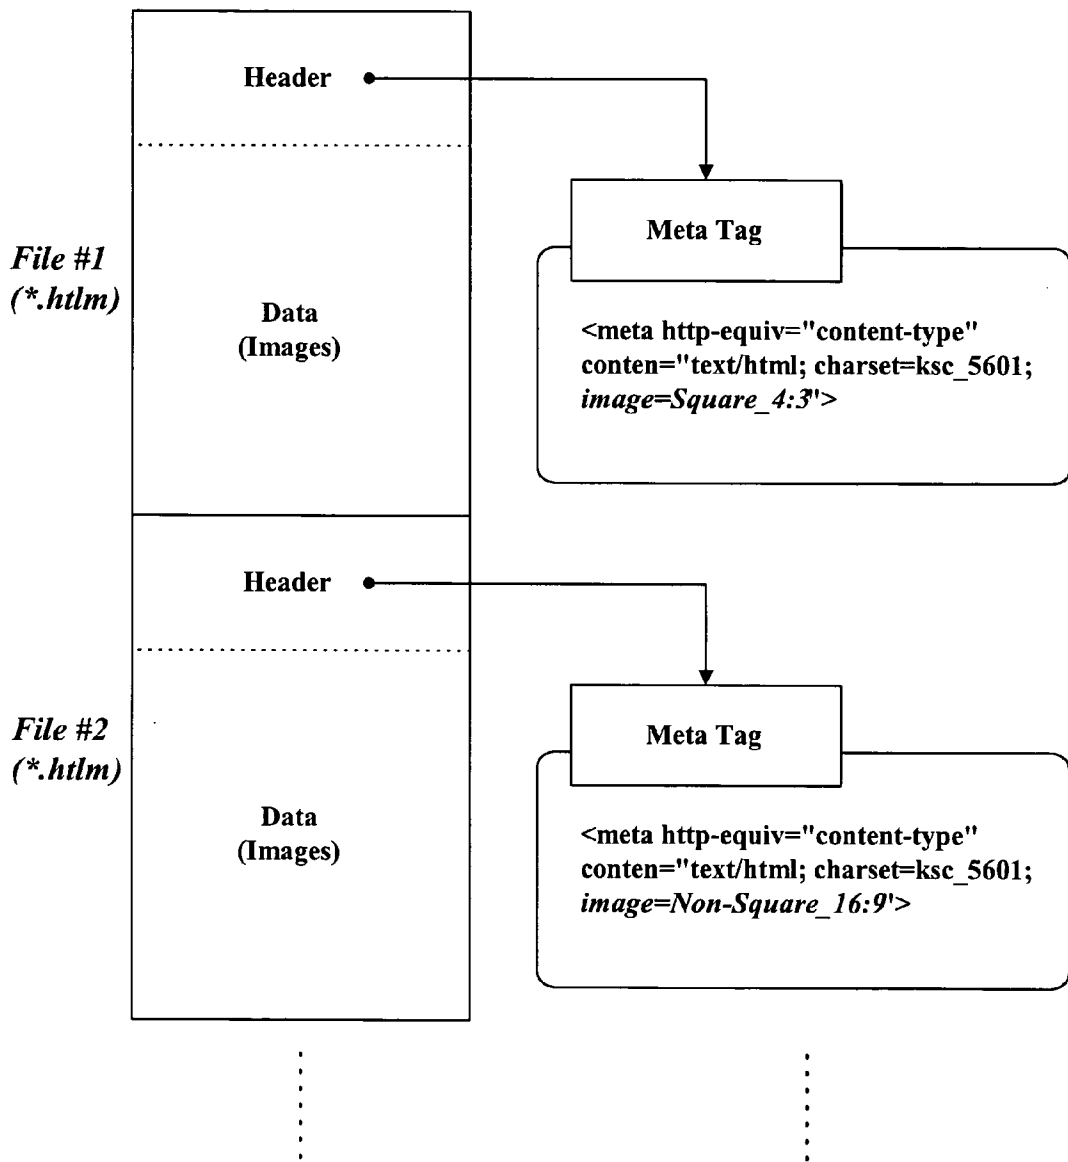 Header
Meta Tag
File #1
(*.htlm)
Data
(Images)
<meta http-equiv="content-type"
conten="text/html; charset=ksc_5601;
image=Square_4:3">
Header
Meta Tag
File #2
(*.htlm)
Data
(Images)
<meta http-equiv="content-type"
conten="text/html; charset=ksc_5601;
image=Non-Square_16:9'>